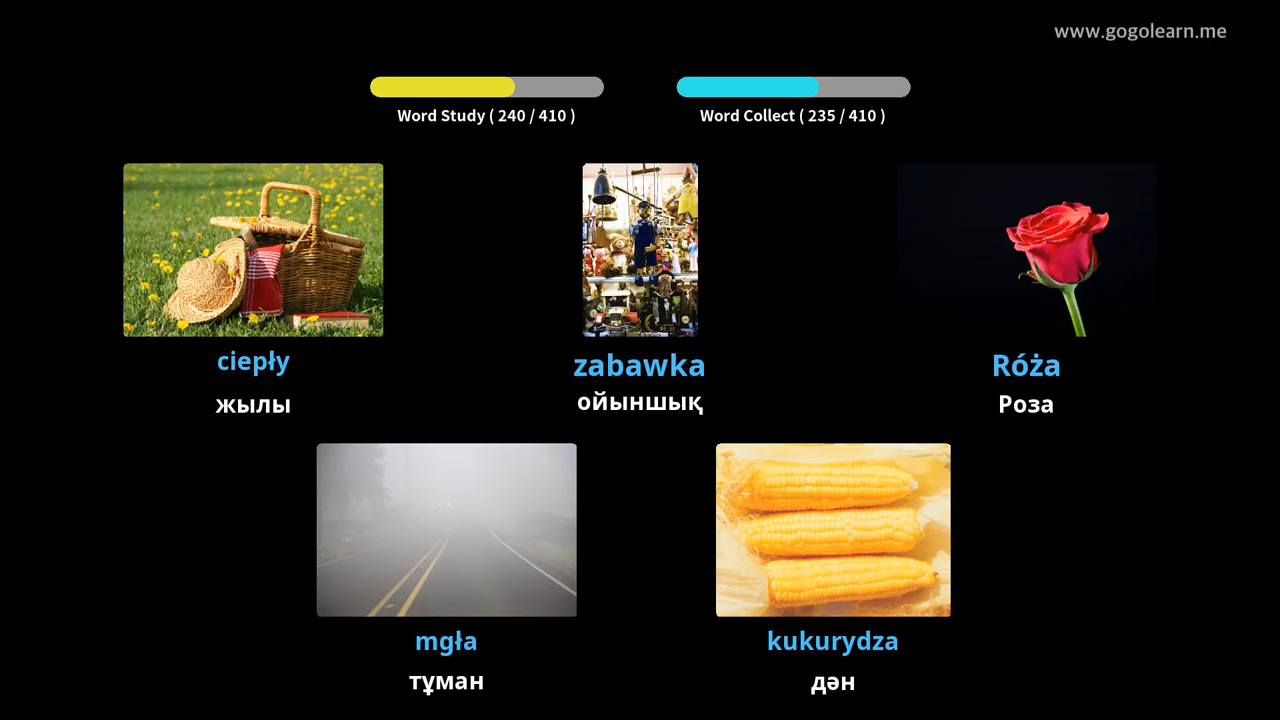 www.gogolearn.me
Word Study ( 240 / 410 )
Word Collect ( 235 / 410 )
ciepły
жылы
zabawka
ойыншық
Róża
Роза
mgła
тұман
kukurydza
дән